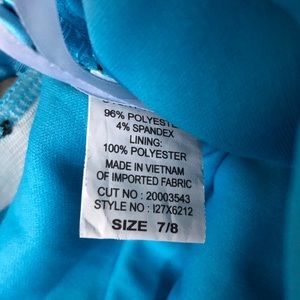 96% POLYESTE
4% SPANDEX
LINING:
100% POLYESTER
MADE IN VIETNAM
OF IMPORTED FABRIC
CUT NO : 20003543
STYLE NO : I27X6212
SIZE 7/8